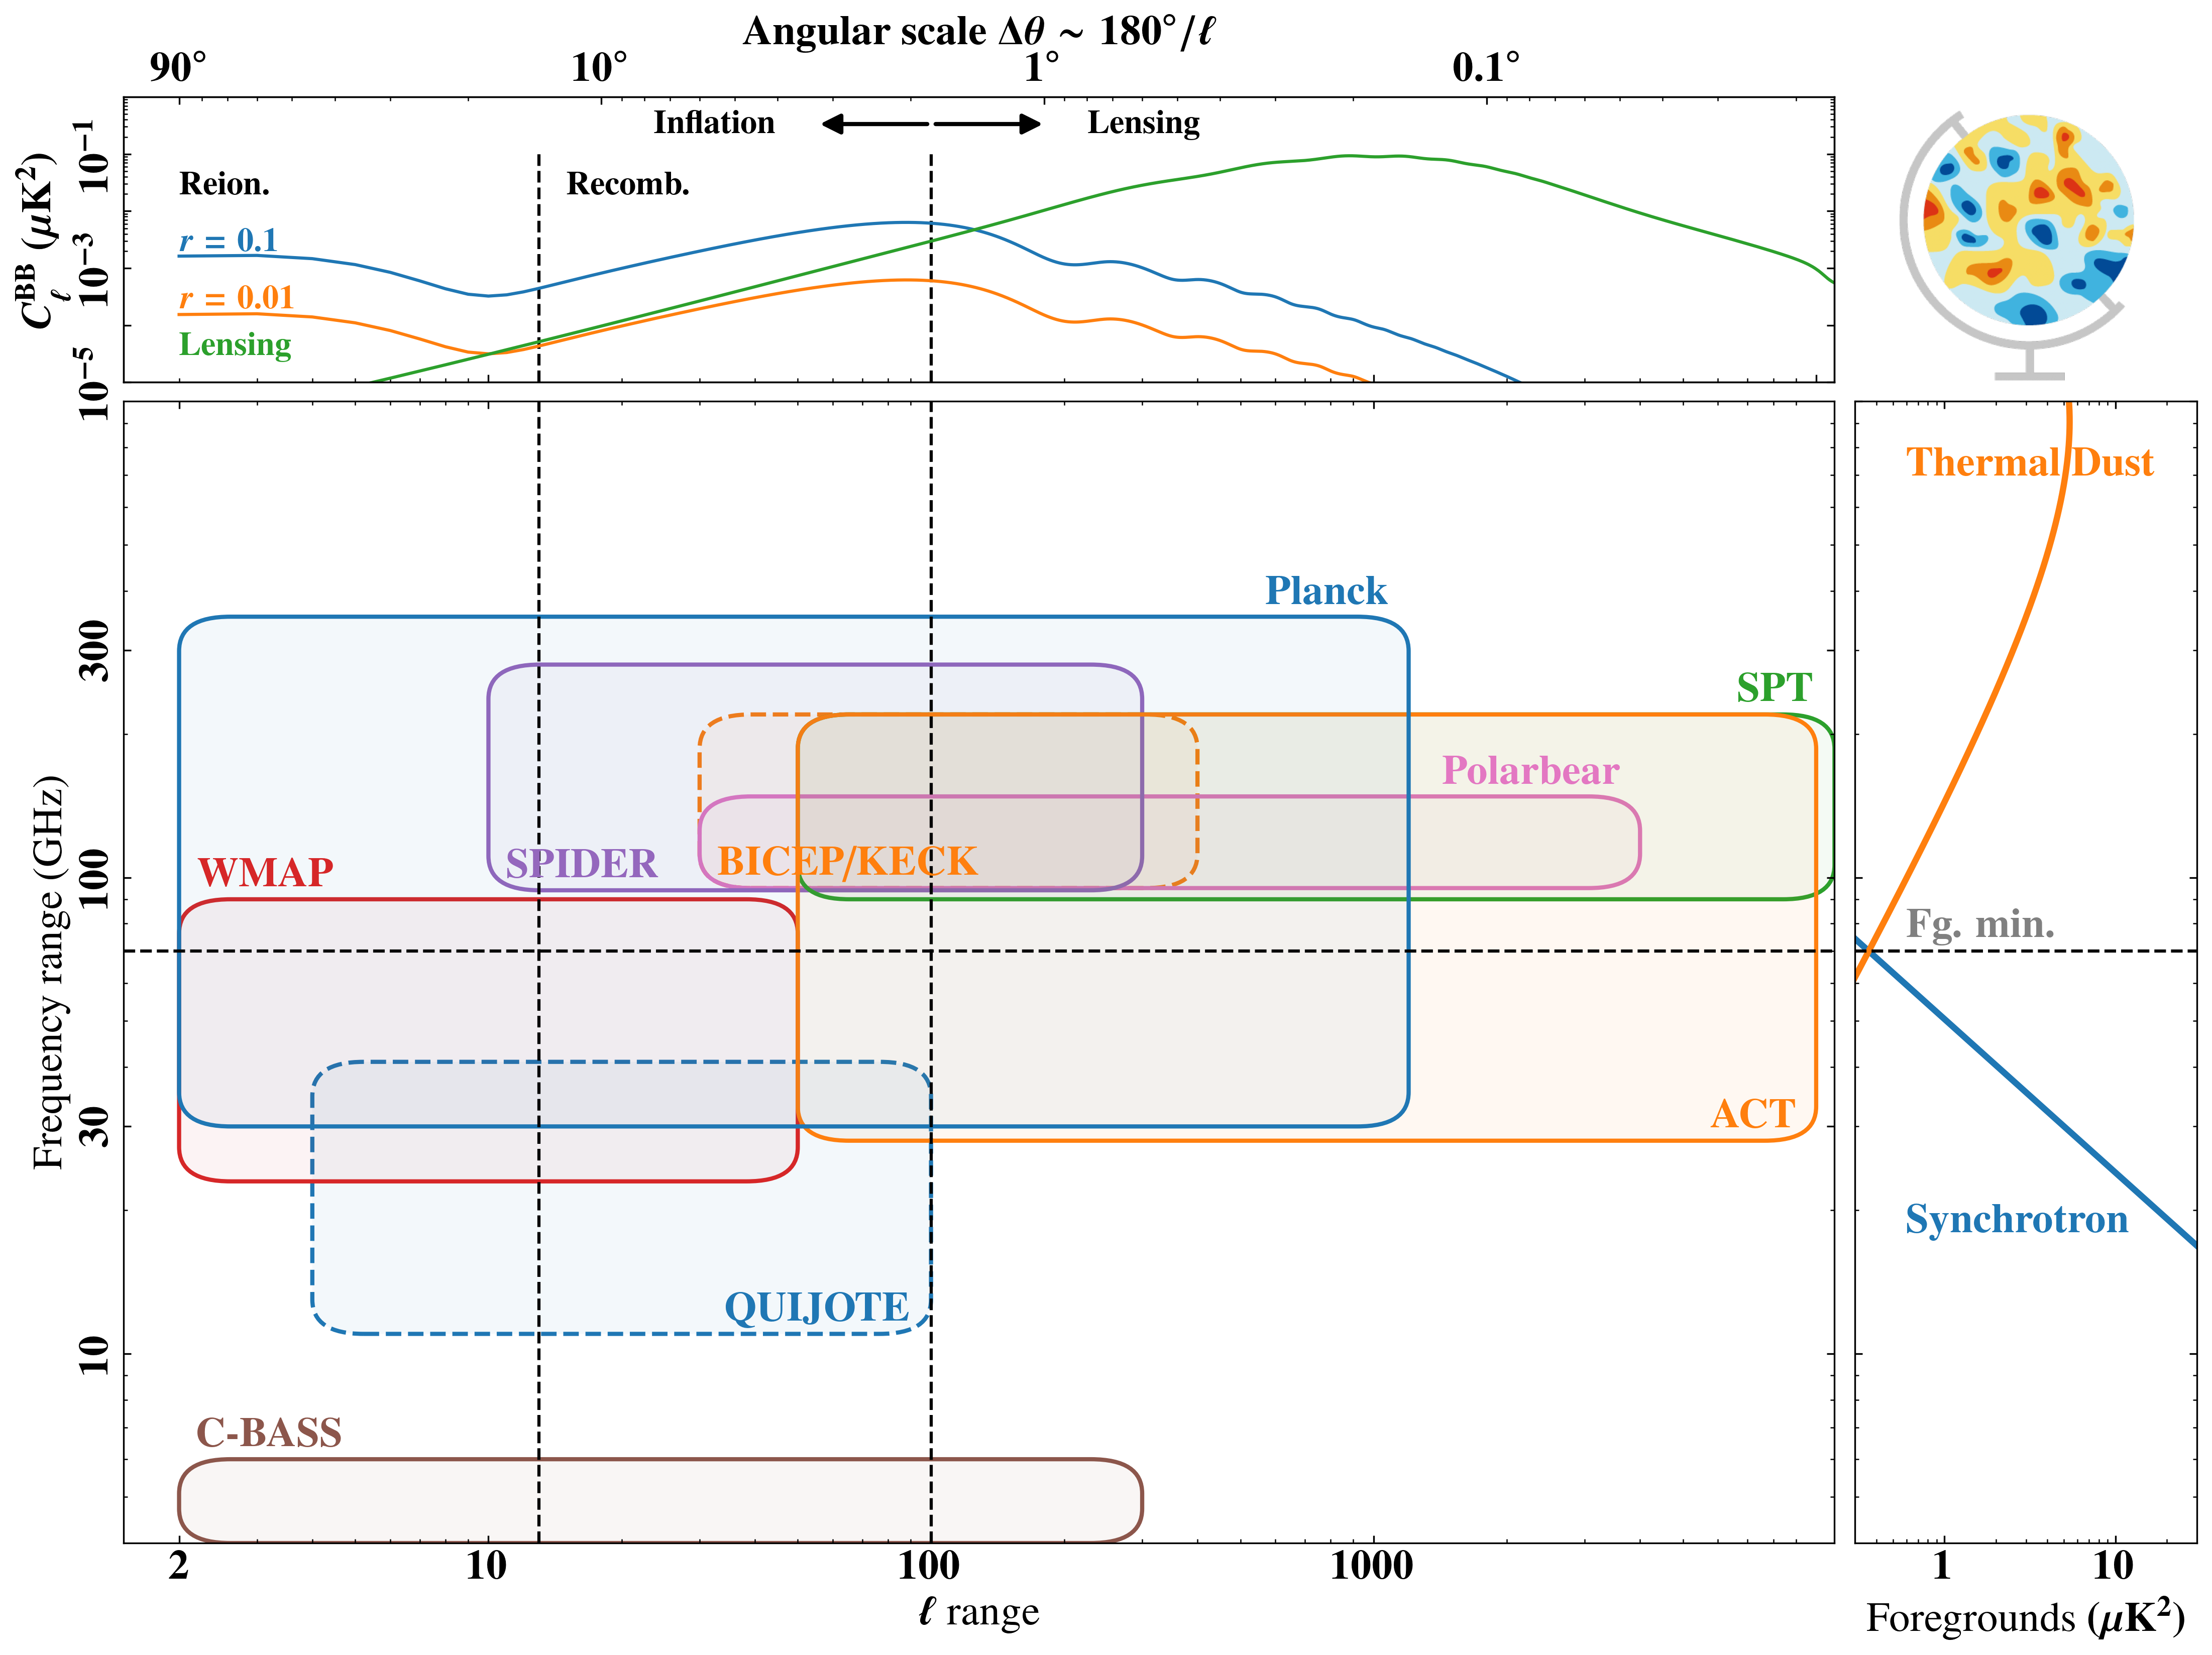 Angular scale Δθ ~ 180°/ℓ
90° 10° 1° 0.1°
Inflation Lensing
Reion. Recomb.
r = 0.1
r = 0.01
Lensing
C_ℓ^BB (μK²)
10⁻¹
10⁻³
10⁻⁵
Thermal Dust
Planck
SPT
Polarbear
WMAP SPIDER BICEP/KECK
Fg. min.
ACT
Synchrotron
QUIJOTE
C-BASS
Frequency range (GHz)
300
100
30
10
2 10 100 1000
ℓ range
1 10
Foregrounds (μK²)